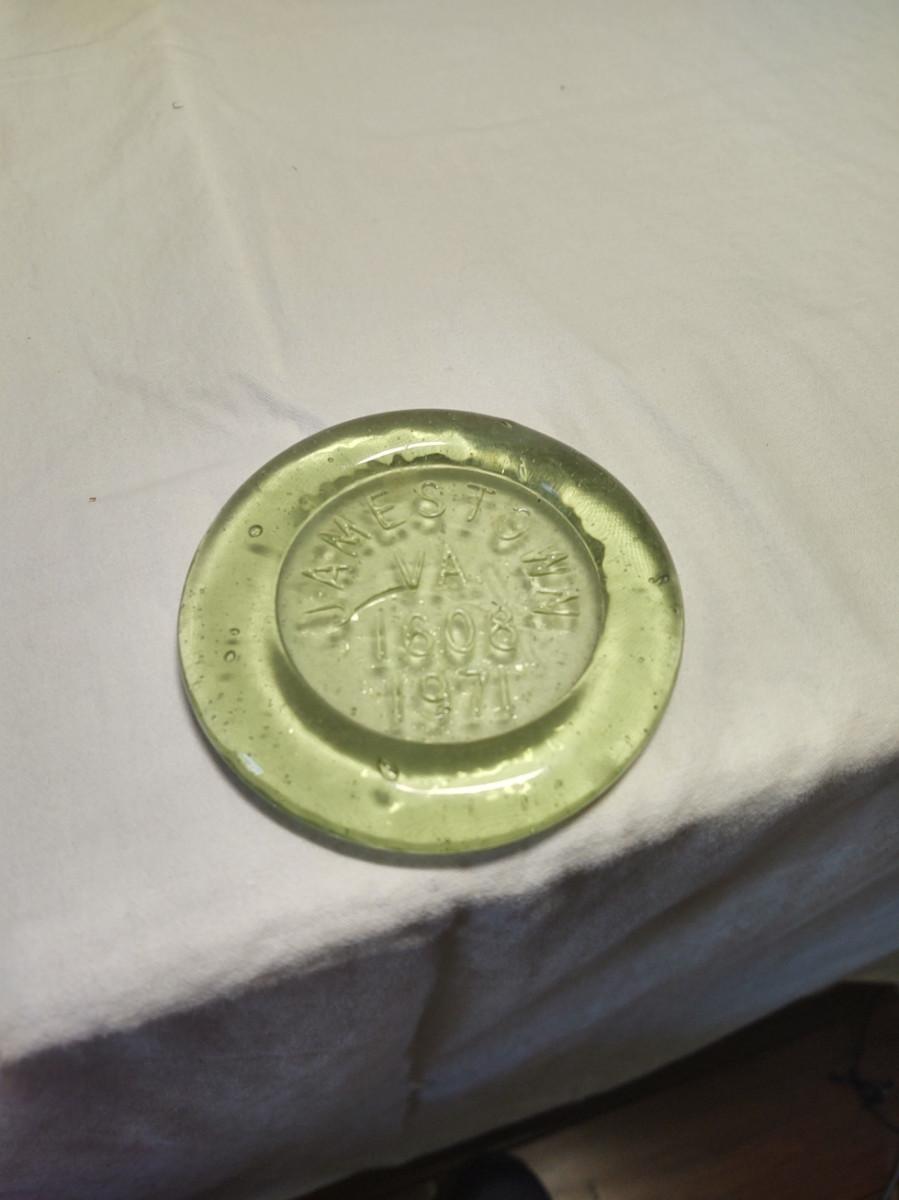 JAMESTOWN
VA.
1608
1971